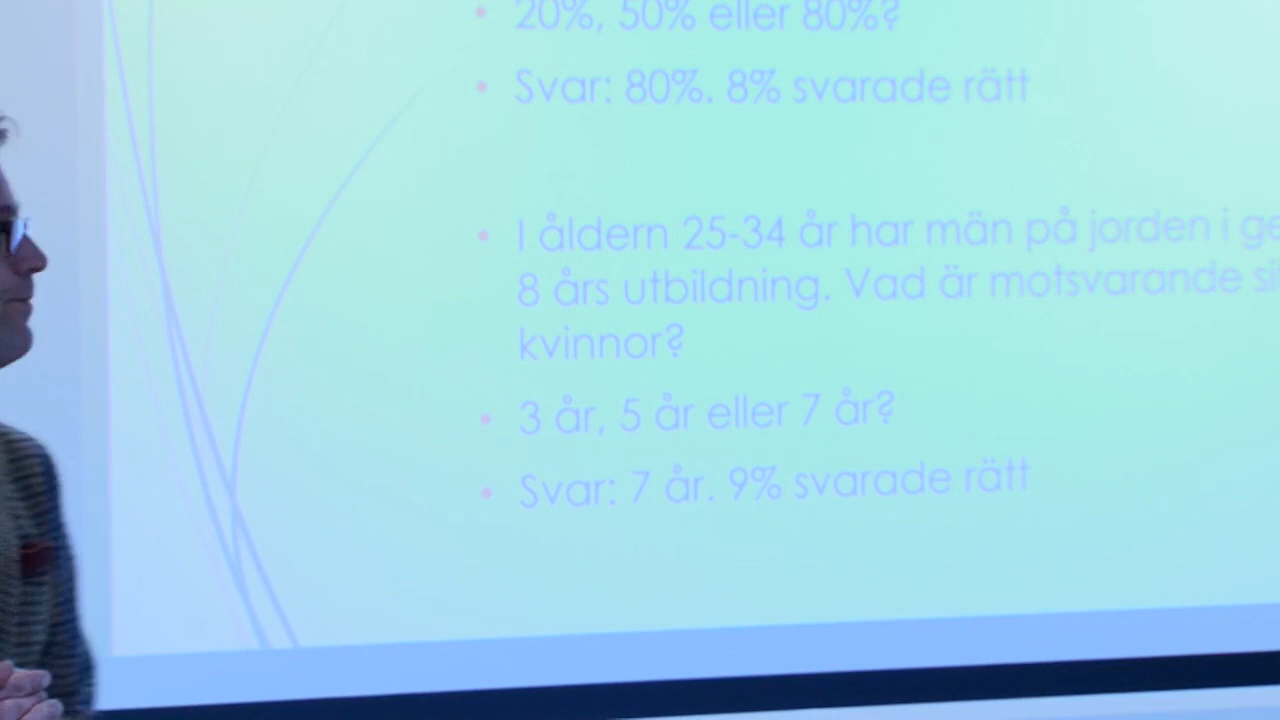 20%, 50% eller 80%?
Svar: 80%. 8% svarade rätt
I åldern 25-34 år har män på jorden i
8 års utbildning. Vad är motsvarande
kvinnor?
3 år, 5 år eller 7 år?
Svar: 7 år. 9% svarade rätt